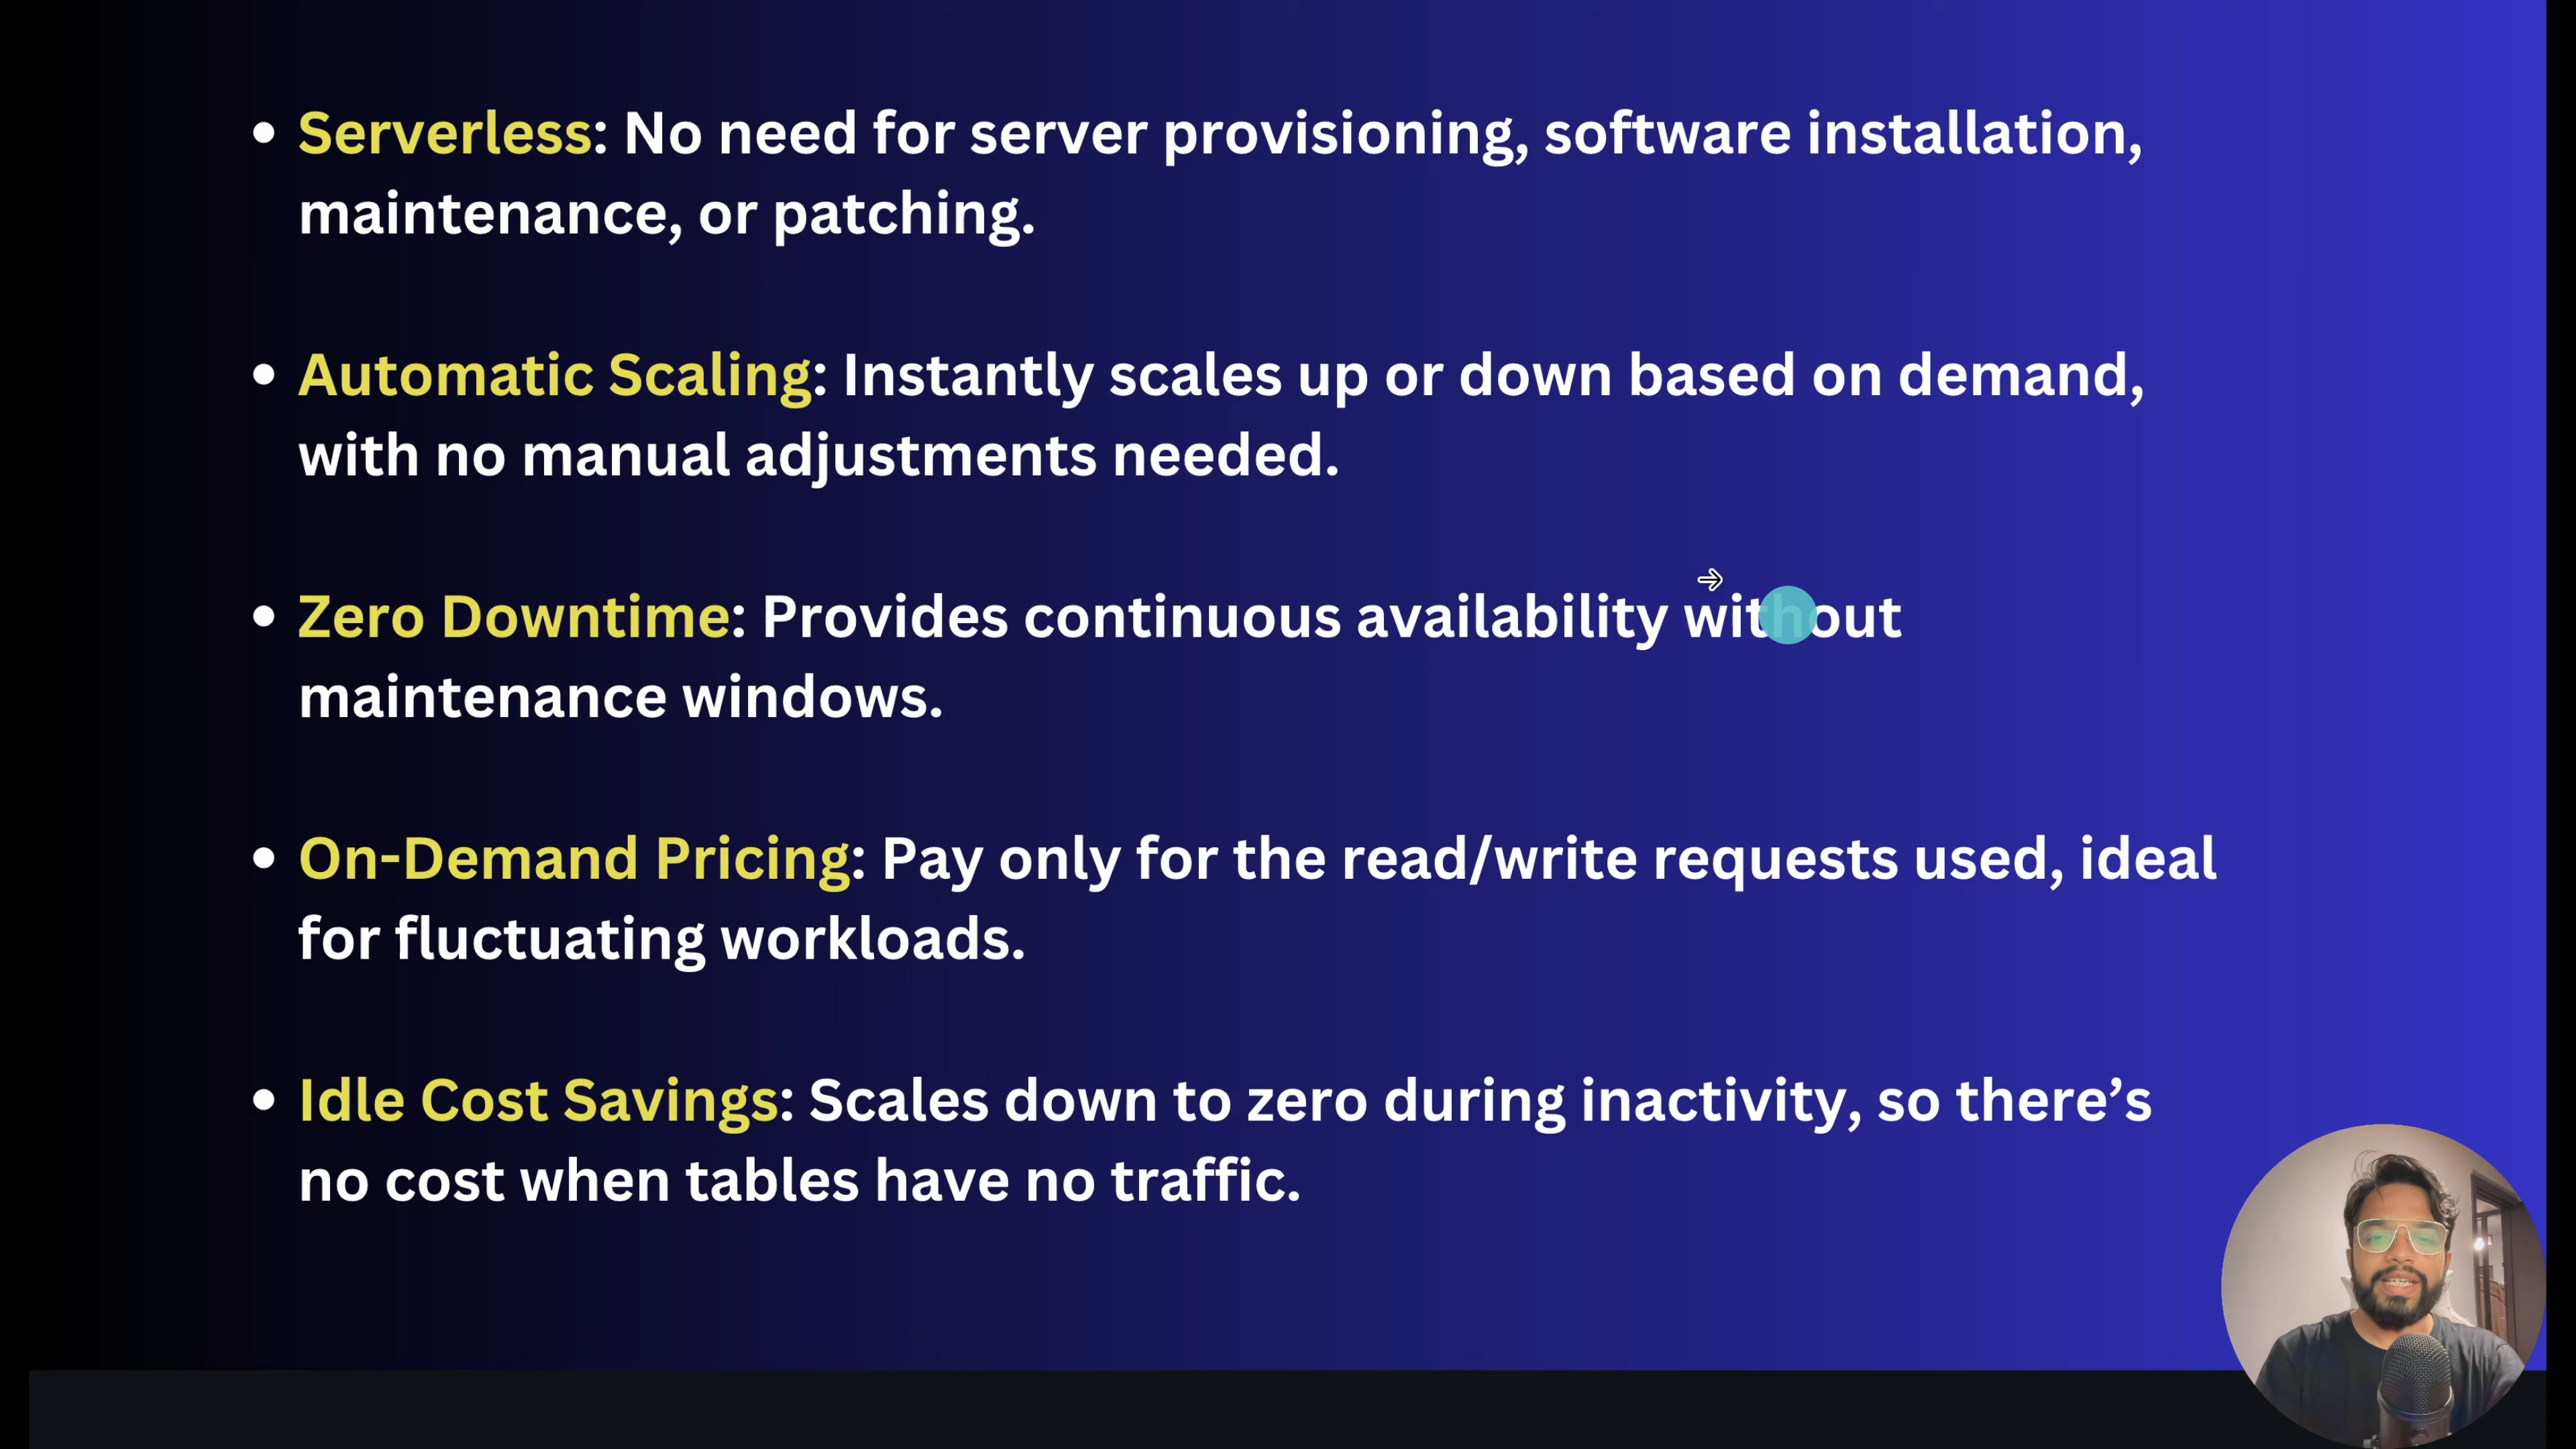 • Serverless: No need for server provisioning, software installation,
maintenance, or patching.
• Automatic Scaling: Instantly scales up or down based on demand,
with no manual adjustments needed.
• Zero Downtime: Provides continuous availability without
maintenance windows.
• On-Demand Pricing: Pay only for the read/write requests used, ideal
for fluctuating workloads.
• Idle Cost Savings: Scales down to zero during inactivity, so there’s
no cost when tables have no traffic.